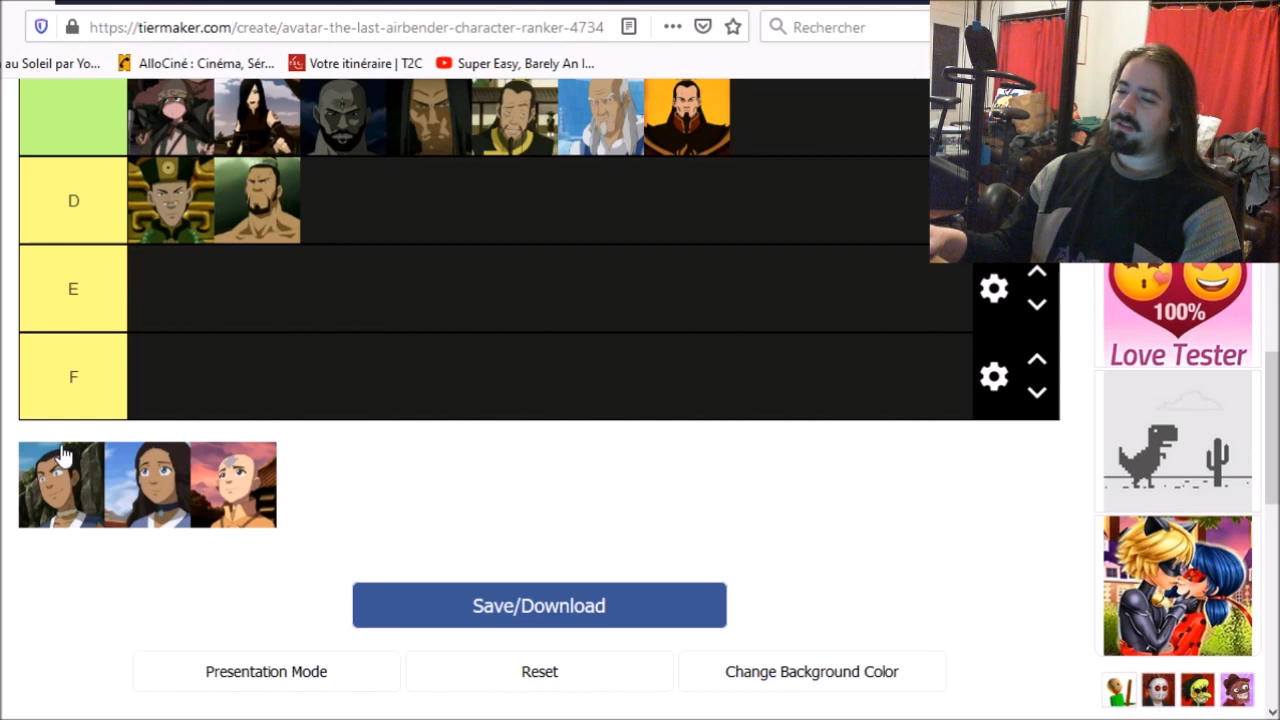 https://tiermaker.com/create/avatar-the-last-airbender-character-ranker-4734
Rechercher
au Soleil par Yo...
AlloCiné : Cinéma, Sér...
Votre itinéraire | T2C
Super Easy, Barely An I...
D
E
F
100%
Love Tester
Save/Download
Presentation Mode
Reset
Change Background Color